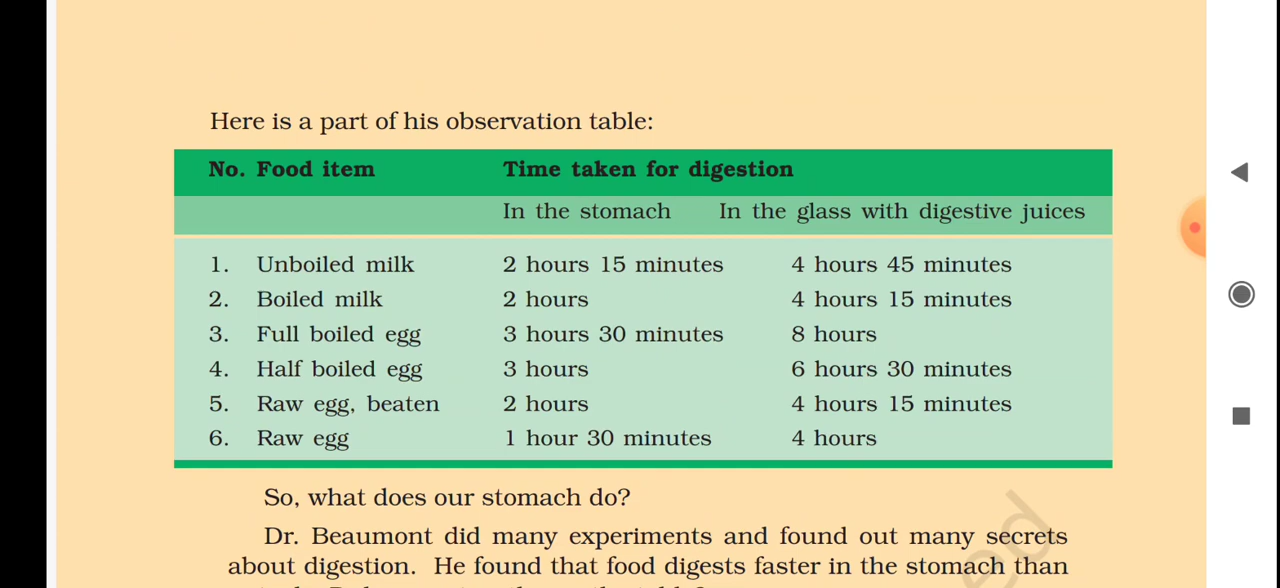 Here is a part of his observation table:
No. Food item Time taken for digestion
In the stomach In the glass with digestive juices
1. Unboiled milk 2 hours 15 minutes 4 hours 45 minutes
2. Boiled milk 2 hours 4 hours 15 minutes
3. Full boiled egg 3 hours 30 minutes 8 hours
4. Half boiled egg 3 hours 6 hours 30 minutes
5. Raw egg, beaten 2 hours 4 hours 15 minutes
6. Raw egg 1 hour 30 minutes 4 hours
So, what does our stomach do?
Dr. Beaumont did many experiments and found out many secrets
about digestion. He found that food digests faster in the stomach than